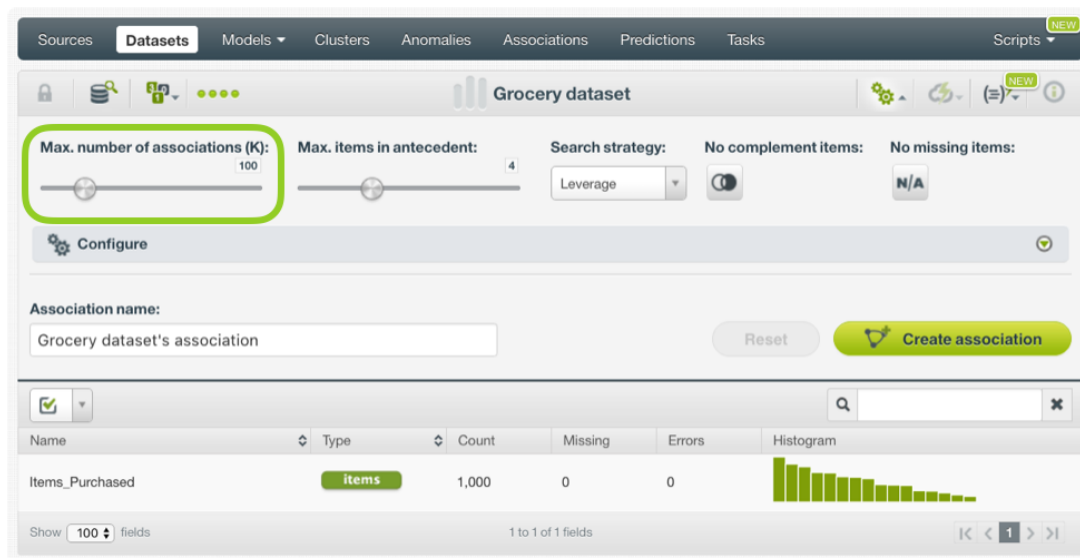 Sources Datasets Models Clusters Anomalies Associations Predictions Tasks Scripts NEW
Grocery dataset NEW
Max. number of associations (K): Max. items in antecedent: Search strategy: No complement items: No missing items:
100 4
Leverage N/A
Configure
Association name:
Grocery dataset's association Reset Create association
Name Type Count Missing Errors Histogram
Items_Purchased items 1,000 0 0
Show 100 fields 1 to 1 of 1 fields 1